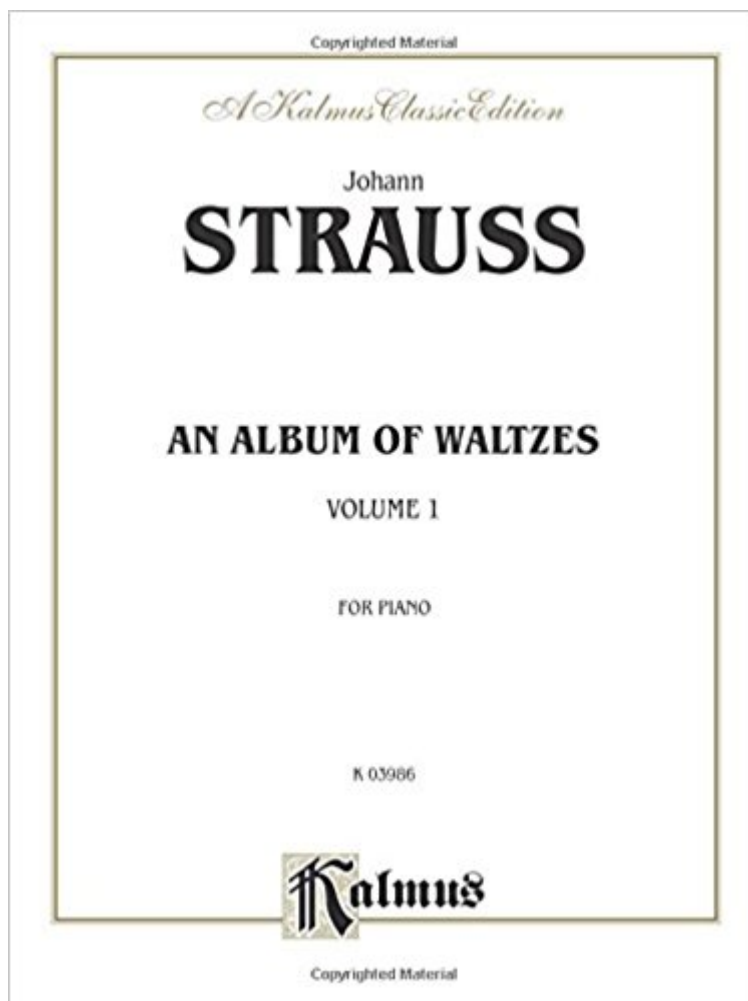 Copyrighted Material
A Kalmus Classic Edition
Johann
STRAUSS
AN ALBUM OF WALTZES
VOLUME 1
FOR PIANO
K 03986
Kalmus
Copyrighted Material